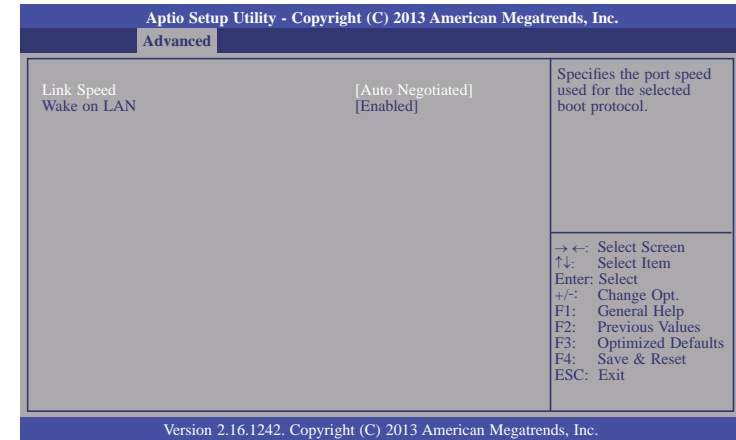 Aptio Setup Utility - Copyright (C) 2013 American Megatrends, Inc.
Advanced
Link Speed [Auto Negotiated]
Wake on LAN [Enabled]
Specifies the port speed
used for the selected
boot protocol.
→ ←: Select Screen
↑↓: Select Item
Enter: Select
+/-: Change Opt.
F1: General Help
F2: Previous Values
F3: Optimized Defaults
F4: Save & Reset
ESC: Exit
Version 2.16.1242. Copyright (C) 2013 American Megatrends, Inc.